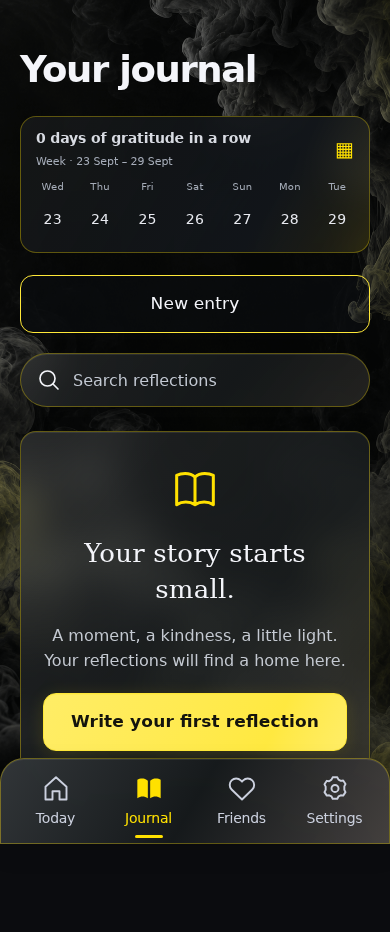 Your journal
0 days of gratitude in a row
Week · 23 Sept – 29 Sept
Wed Thu Fri Sat Sun Mon Tue
23 24 25 26 27 28 29
New entry
Search reflections
Your story starts
small.
A moment, a kindness, a little light.
Your reflections will find a home here.
Write your first reflection
Today Journal Friends Settings